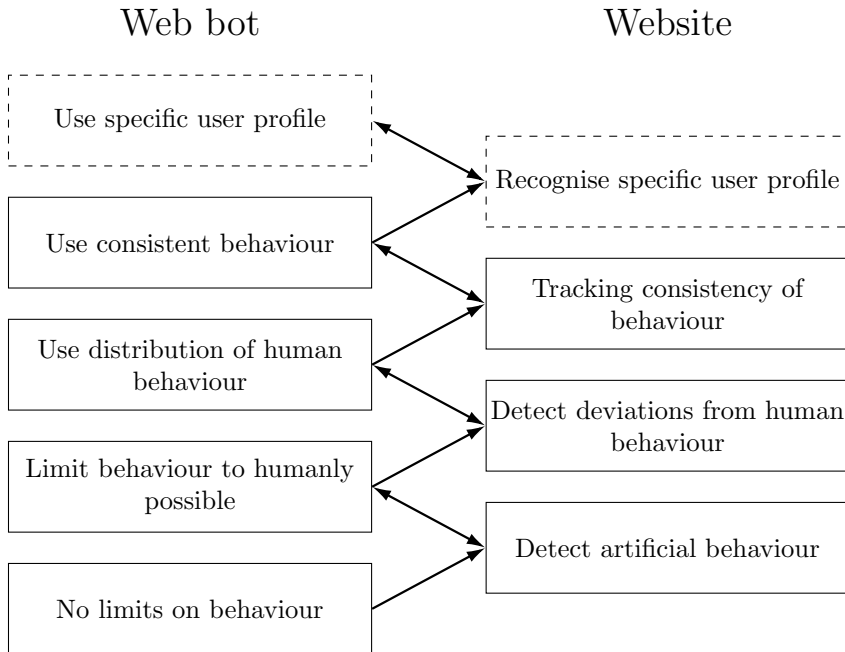 Web bot
Website
Use specific user profile
Recognise specific user profile
Use consistent behaviour
Tracking consistency of
behaviour
Use distribution of human
behaviour
Detect deviations from human
behaviour
Limit behaviour to humanly
possible
Detect artificial behaviour
No limits on behaviour